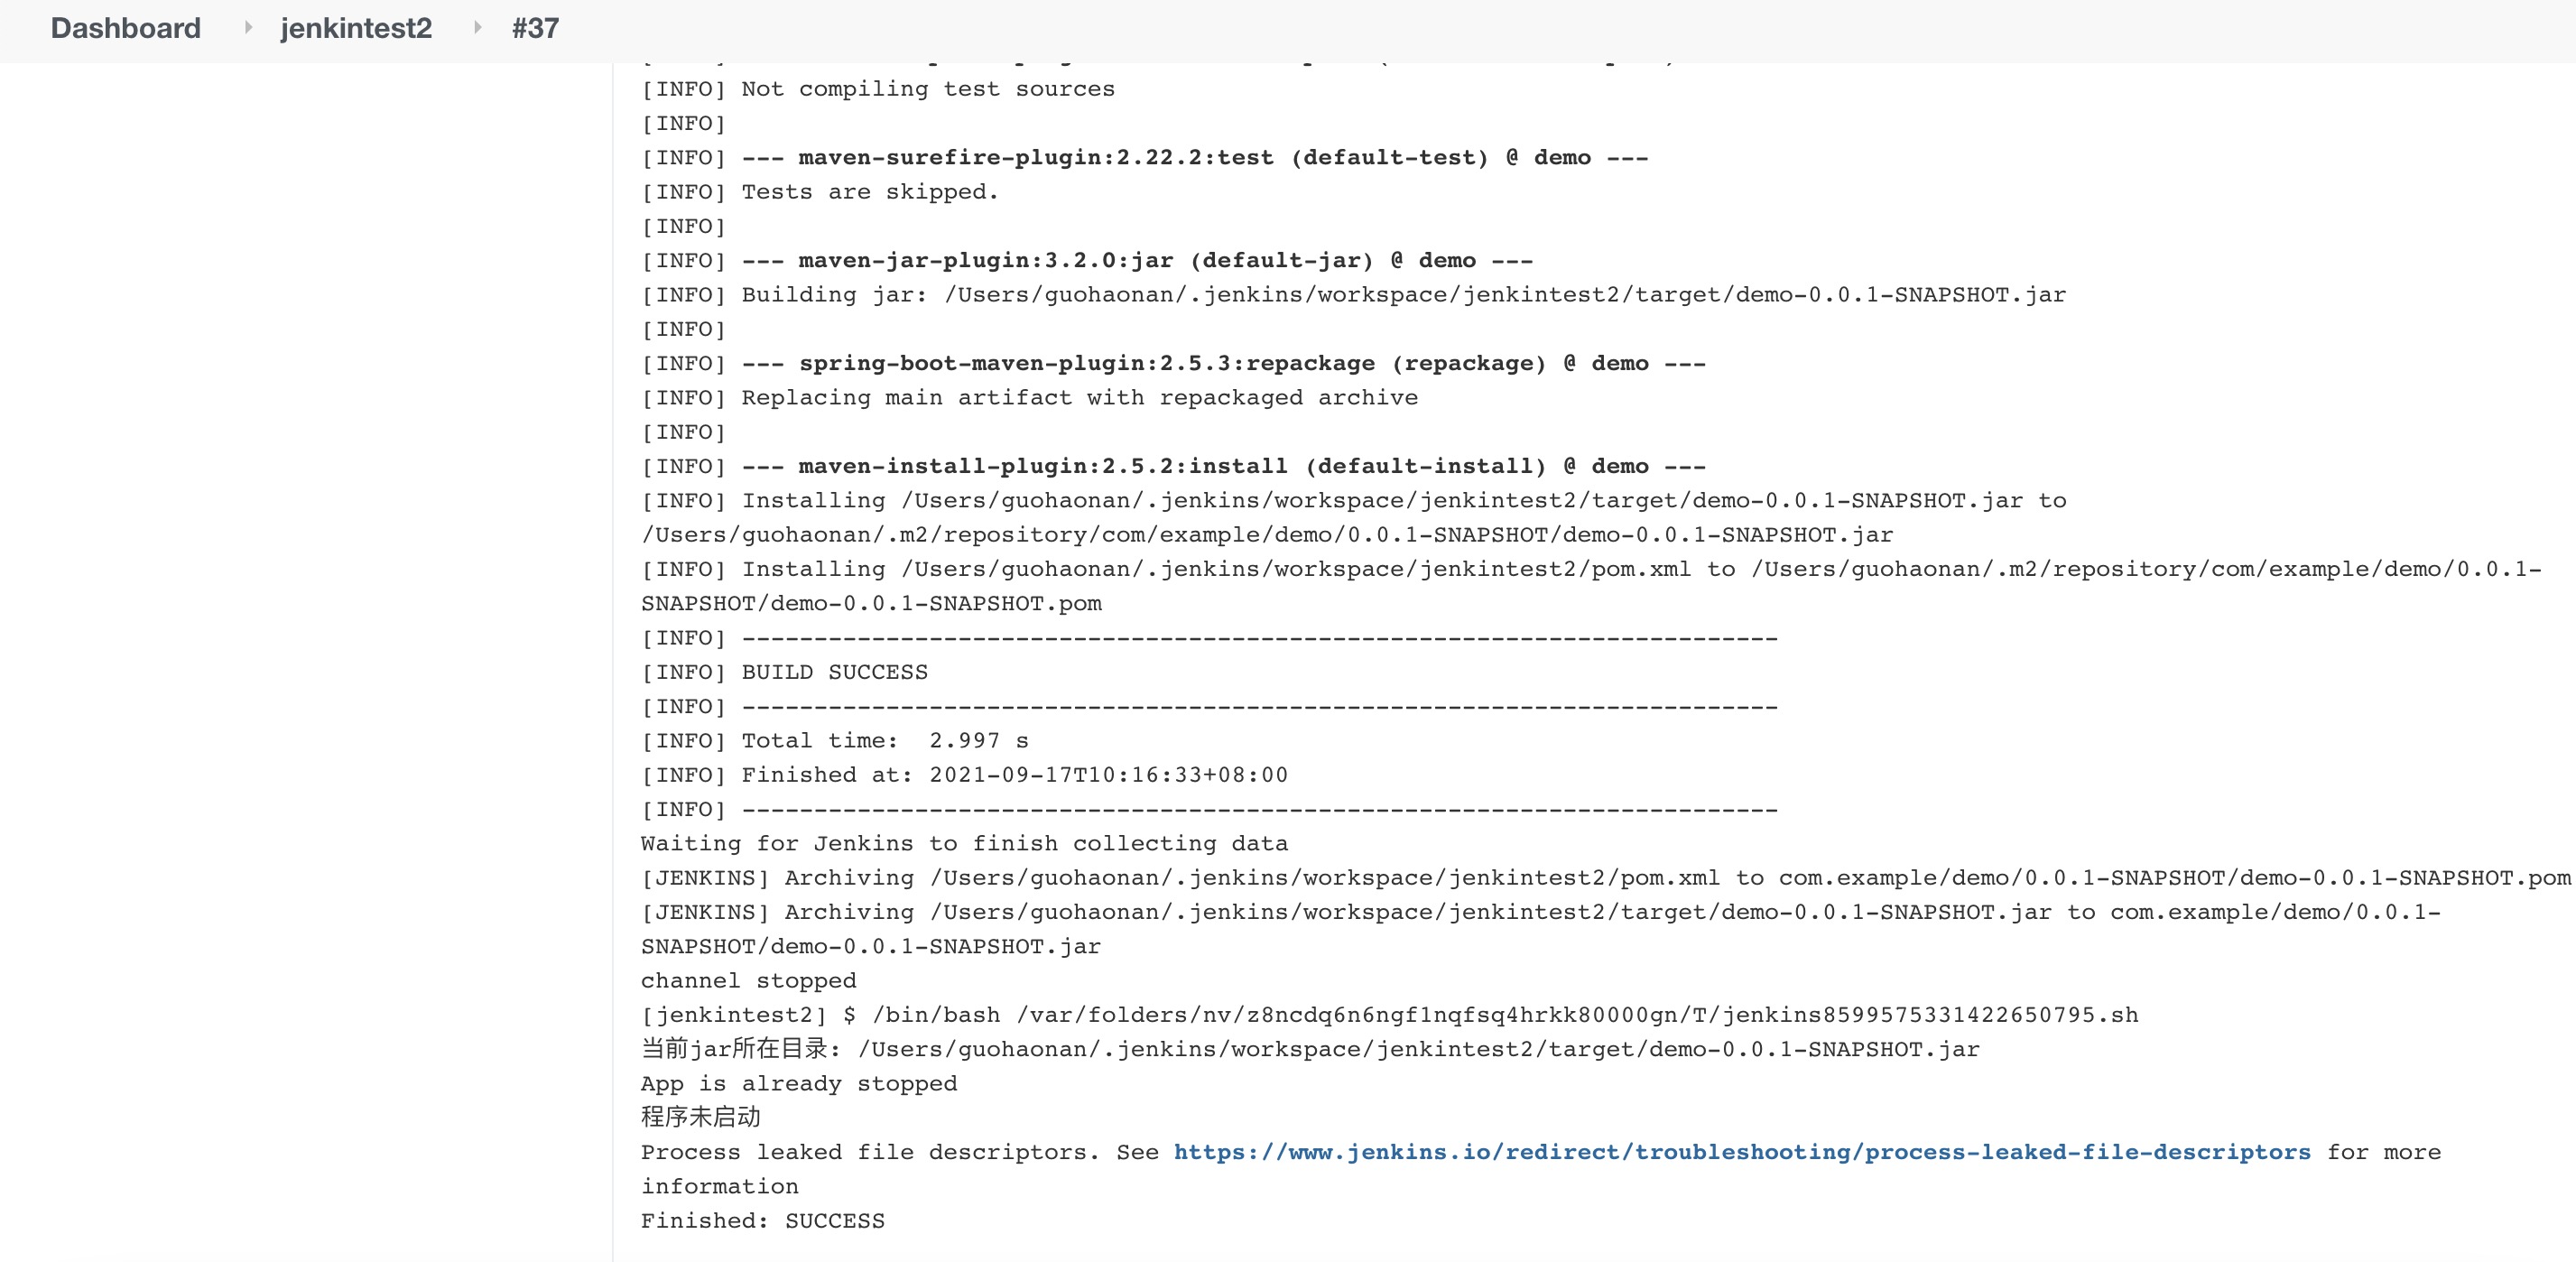 Dashboard jenkintest2 #37
[INFO] Not compiling test sources
[INFO]
[INFO] --- maven-surefire-plugin:2.22.2:test (default-test) @ demo ---
[INFO] Tests are skipped.
[INFO]
[INFO] --- maven-jar-plugin:3.2.0:jar (default-jar) @ demo ---
[INFO] Building jar: /Users/guohaonan/.jenkins/workspace/jenkintest2/target/demo-0.0.1-SNAPSHOT.jar
[INFO]
[INFO] --- spring-boot-maven-plugin:2.5.3:repackage (repackage) @ demo ---
[INFO] Replacing main artifact with repackaged archive
[INFO]
[INFO] --- maven-install-plugin:2.5.2:install (default-install) @ demo ---
[INFO] Installing /Users/guohaonan/.jenkins/workspace/jenkintest2/target/demo-0.0.1-SNAPSHOT.jar to
/Users/guohaonan/.m2/repository/com/example/demo/0.0.1-SNAPSHOT/demo-0.0.1-SNAPSHOT.jar
[INFO] Installing /Users/guohaonan/.jenkins/workspace/jenkintest2/pom.xml to /Users/guohaonan/.m2/repository/com/example/demo/0.0.1-
SNAPSHOT/demo-0.0.1-SNAPSHOT.pom
[INFO] ------------------------------------------------------------------------
[INFO] BUILD SUCCESS
[INFO] ------------------------------------------------------------------------
[INFO] Total time:  2.997 s
[INFO] Finished at: 2021-09-17T10:16:33+08:00
[INFO] ------------------------------------------------------------------------
Waiting for Jenkins to finish collecting data
[JENKINS] Archiving /Users/guohaonan/.jenkins/workspace/jenkintest2/pom.xml to com.example/demo/0.0.1-SNAPSHOT/demo-0.0.1-SNAPSHOT.pom
[JENKINS] Archiving /Users/guohaonan/.jenkins/workspace/jenkintest2/target/demo-0.0.1-SNAPSHOT.jar to com.example/demo/0.0.1-
SNAPSHOT/demo-0.0.1-SNAPSHOT.jar
channel stopped
[jenkintest2] $ /bin/bash /var/folders/nv/z8ncdq6n6ngf1nqfsq4hrkk80000gn/T/jenkins8599575331422650795.sh
当前jar所在目录: /Users/guohaonan/.jenkins/workspace/jenkintest2/target/demo-0.0.1-SNAPSHOT.jar
App is already stopped
程序未启动
Process leaked file descriptors. See https://www.jenkins.io/redirect/troubleshooting/process-leaked-file-descriptors for more
information
Finished: SUCCESS